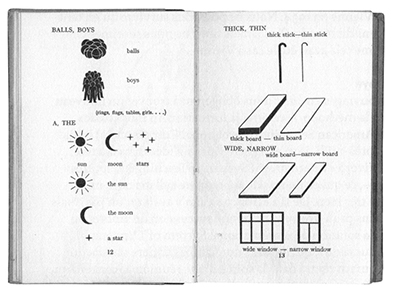 BALLS, BOYS
balls
boys
(dogs, flags, tables, girls. . . .)
A, THE
sun moon stars
the sun
the moon
a star
12
THICK, THIN
thick stick—thin stick
thick board — thin board
WIDE, NARROW
wide board—narrow board
wide window — narrow window
13